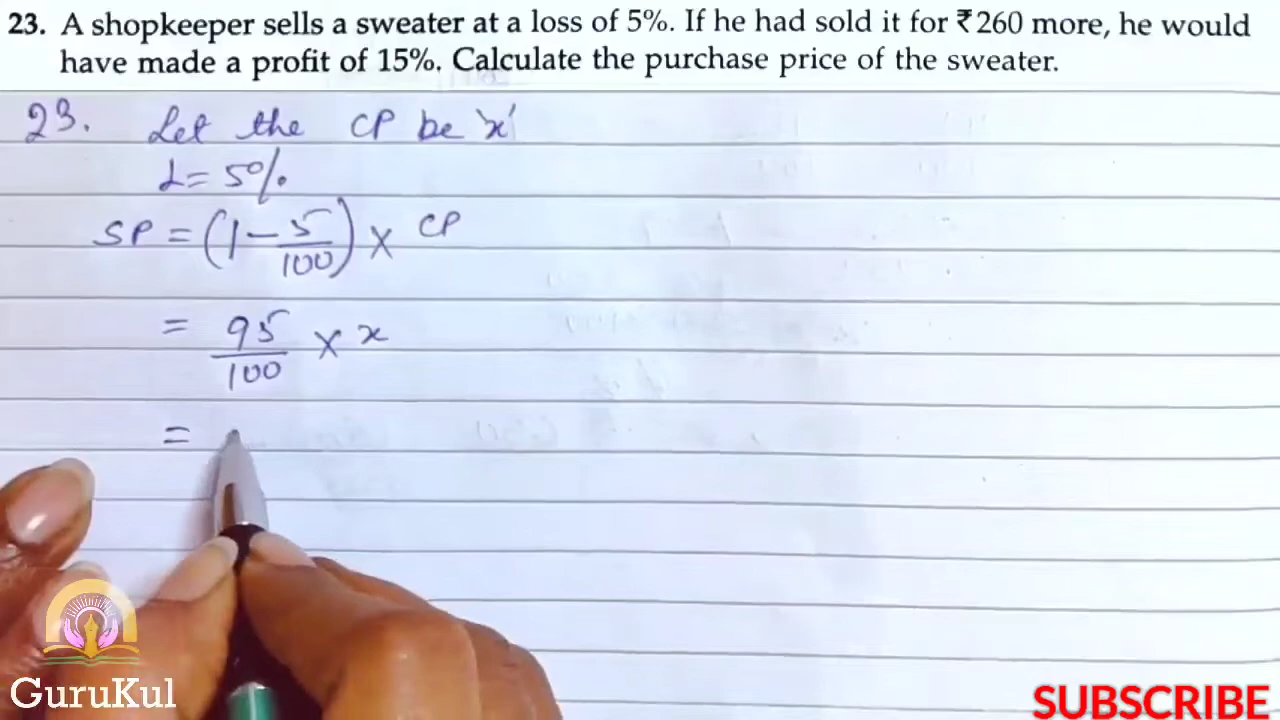 23. A shopkeeper sells a sweater at a loss of 5%. If he had sold it for ₹260 more, he would
have made a profit of 15%. Calculate the purchase price of the sweater.
23. Let the CP be 'x'
L = 5%
SP = (1 - 5/100) × CP
= 95/100 × x
=
GuruKul
SUBSCRIBE